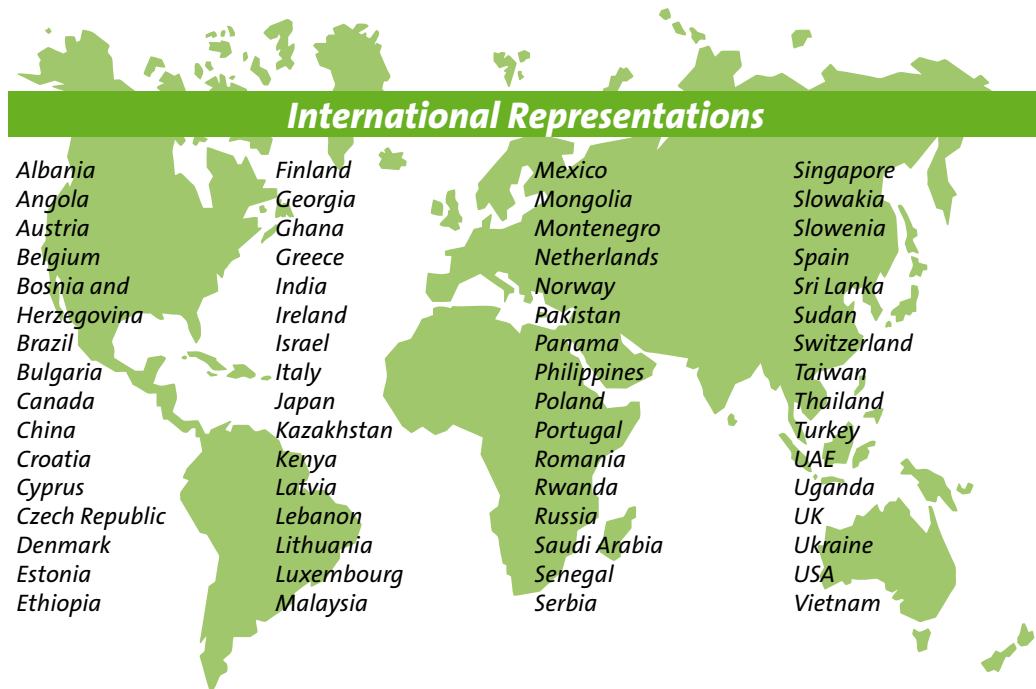 International Representations
Albania
Angola
Austria
Belgium
Bosnia and
Herzegovina
Brazil
Bulgaria
Canada
China
Croatia
Cyprus
Czech Republic
Denmark
Estonia
Ethiopia
Finland
Georgia
Ghana
Greece
India
Ireland
Israel
Italy
Japan
Kazakhstan
Kenya
Latvia
Lebanon
Lithuania
Luxembourg
Malaysia
Mexico
Mongolia
Montenegro
Netherlands
Norway
Pakistan
Panama
Philippines
Poland
Portugal
Romania
Rwanda
Russia
Saudi Arabia
Senegal
Serbia
Singapore
Slowakia
Slowenia
Spain
Sri Lanka
Sudan
Switzerland
Taiwan
Thailand
Turkey
UAE
Uganda
UK
Ukraine
USA
Vietnam